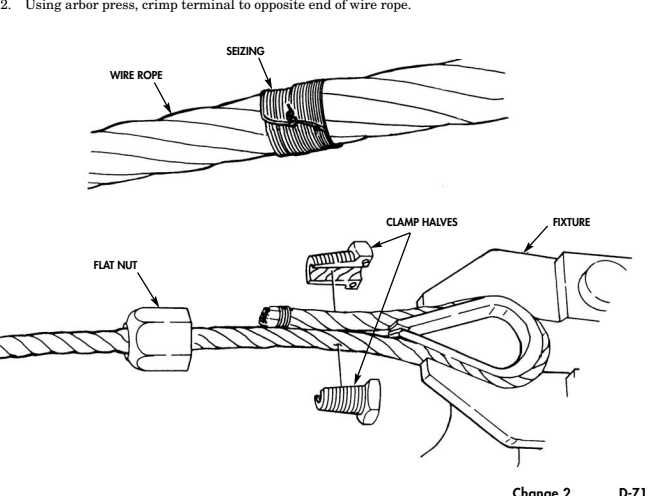 2. Using arbor press, crimp terminal to opposite end of wire rope.
SEIZING
WIRE ROPE
CLAMP HALVES
FIXTURE
FLAT NUT
Change 2 D-71